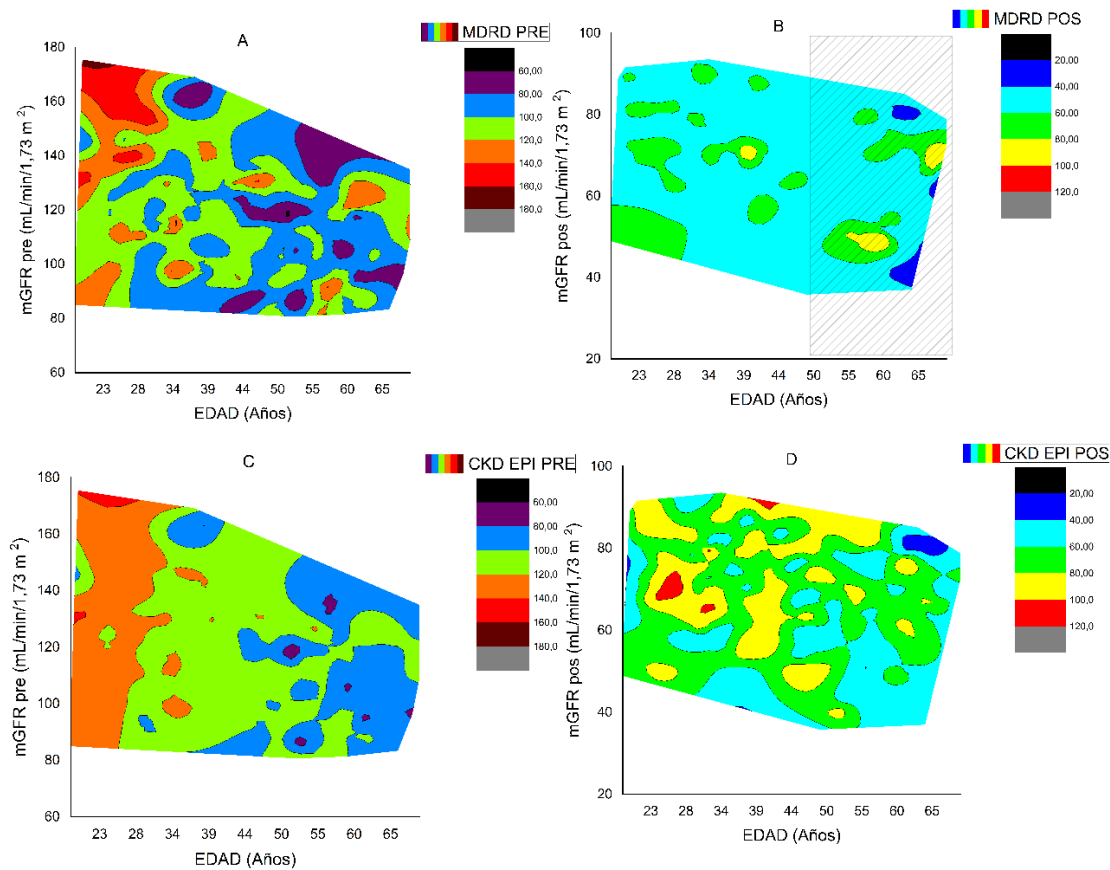 A
MDRD PRE
180
160
140
120
100
80
60
mGFR pre (mL/min/1,73 m 2)
23 28 34 39 44 50 55 60 65
EDAD (Años)
60,00
80,00
100,0
120,0
140,0
160,0
180,0
B
MDRD POS
100
80
60
40
20
mGFR pos (mL/min/1,73 m 2)
23 28 34 39 44 50 55 60 65
EDAD (Años)
20,00
40,00
60,00
80,00
100,0
120,0
C
CKD EPI PRE
180
160
140
120
100
80
60
mGFR pre (mL/min/1,73 m 2)
23 28 34 39 44 50 55 60 65
EDAD (Años)
60,00
80,00
100,0
120,0
140,0
160,0
180,0
D
CKD EPI POS
100
80
60
40
20
mGFR pos (mL/min/1,73 m 2)
23 28 34 39 44 50 55 60 65
EDAD (Años)
20,00
40,00
60,00
80,00
100,0
120,0